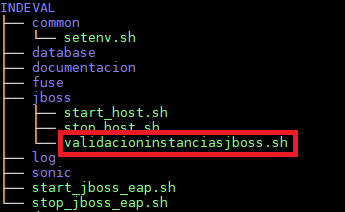 INDEVAL
common
setenv.sh
database
documentacion
fuse
jboss
start_host.sh
stop_host.sh
validacioninstanciasjboss.sh
log
sonic
start_jboss_eap.sh
stop_jboss_eap.sh